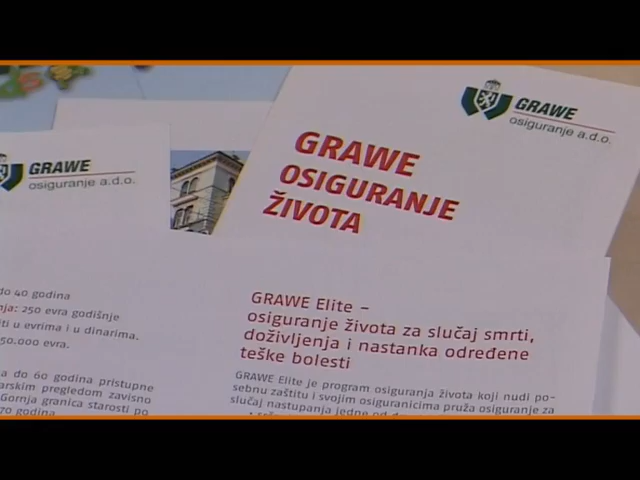 GRAWE
osiguranje a.d.o.
GRAWE
OSIGURANJE
ŽIVOTA
GRAWE
osiguranje a.d.o.
do 40 godina
250 evra godišnje
iti u evrima i u dinarima.
50.000 evra.
a do 60 godina pristupne
arskim pregledom zavisno
Gornja granica starosti po
70 godina
GRAWE Elite –
osiguranje života za slučaj smrti,
doživljenja i nastanka određene
teške bolesti
GRAWE Elite je program osiguranja života koji nudi po-
sebnu zaštitu i svojim osiguranicima pruža osiguranje za
slučaj nastupanja jedne od